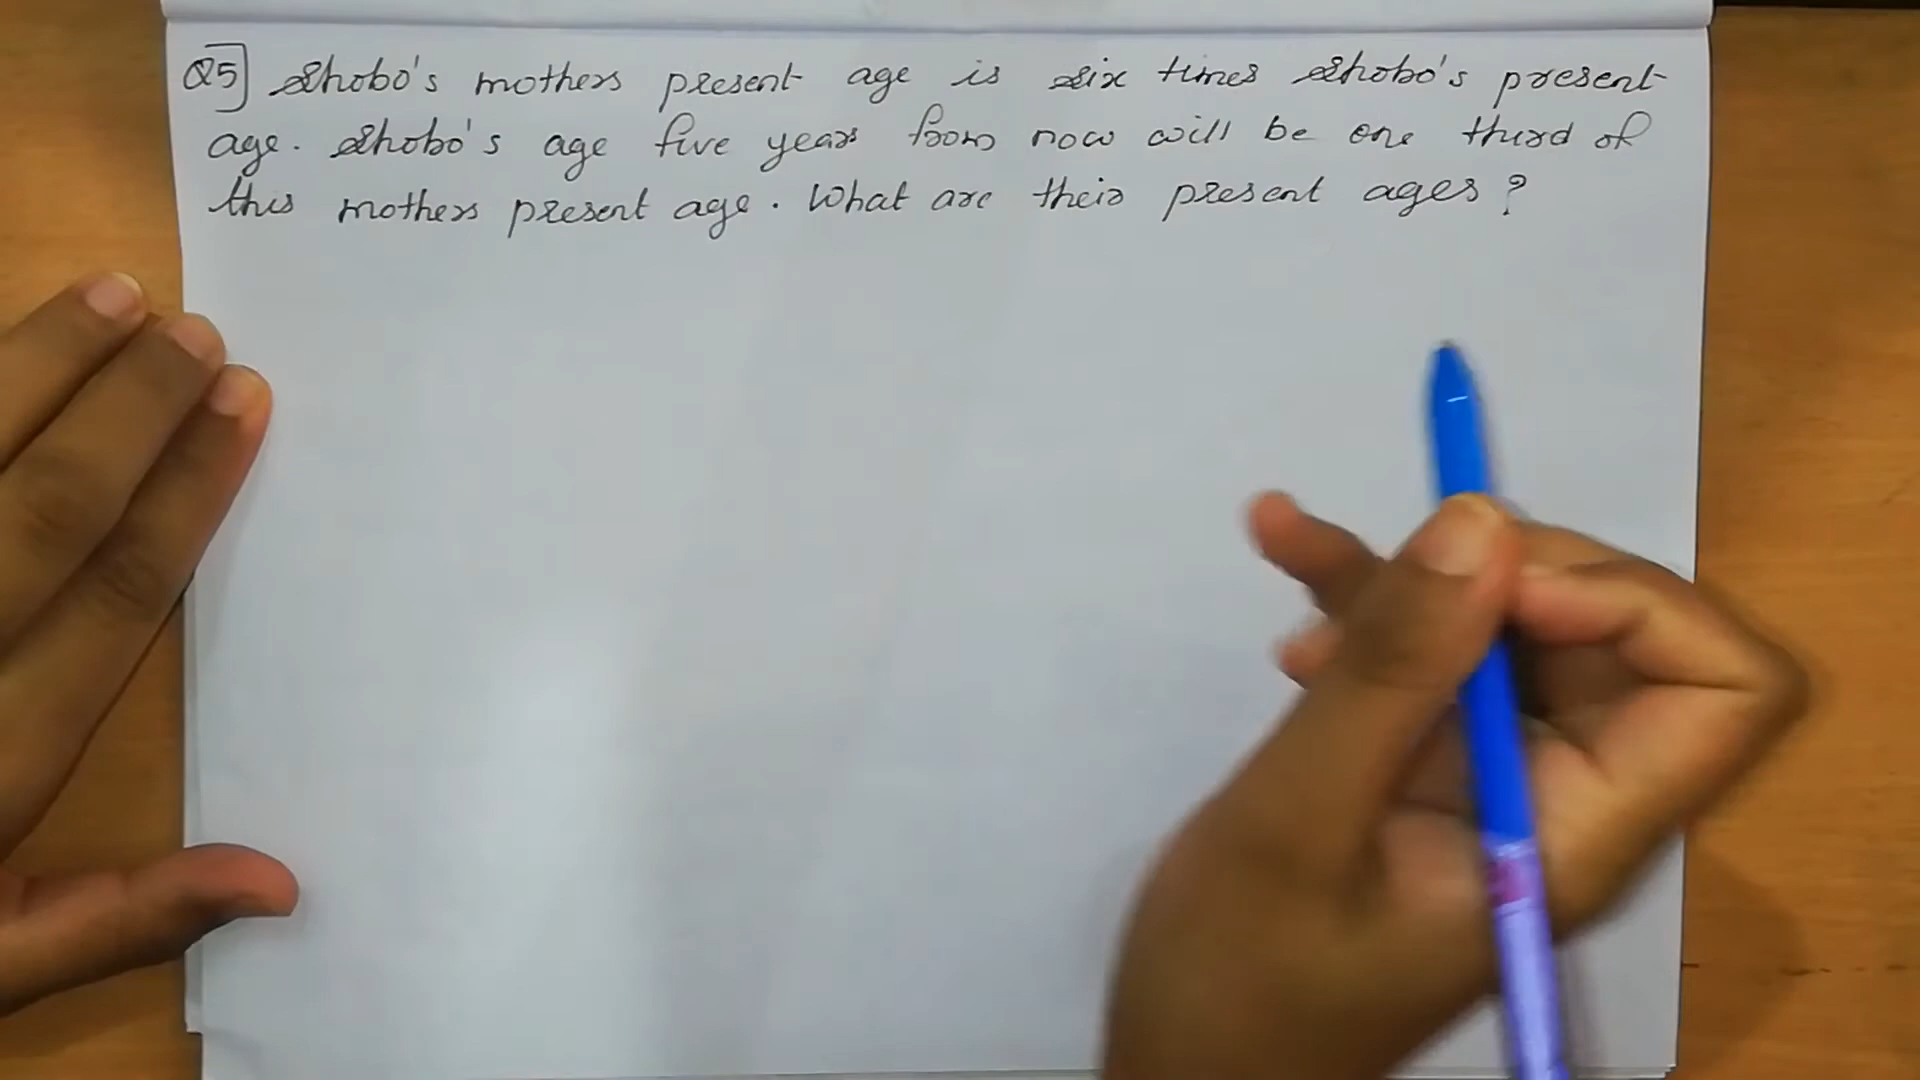 Q5] Shobo's mothers present age is six times Shobo's present
age. Shobo's age five years from now will be one third of
this mothers present age. What are their present ages?